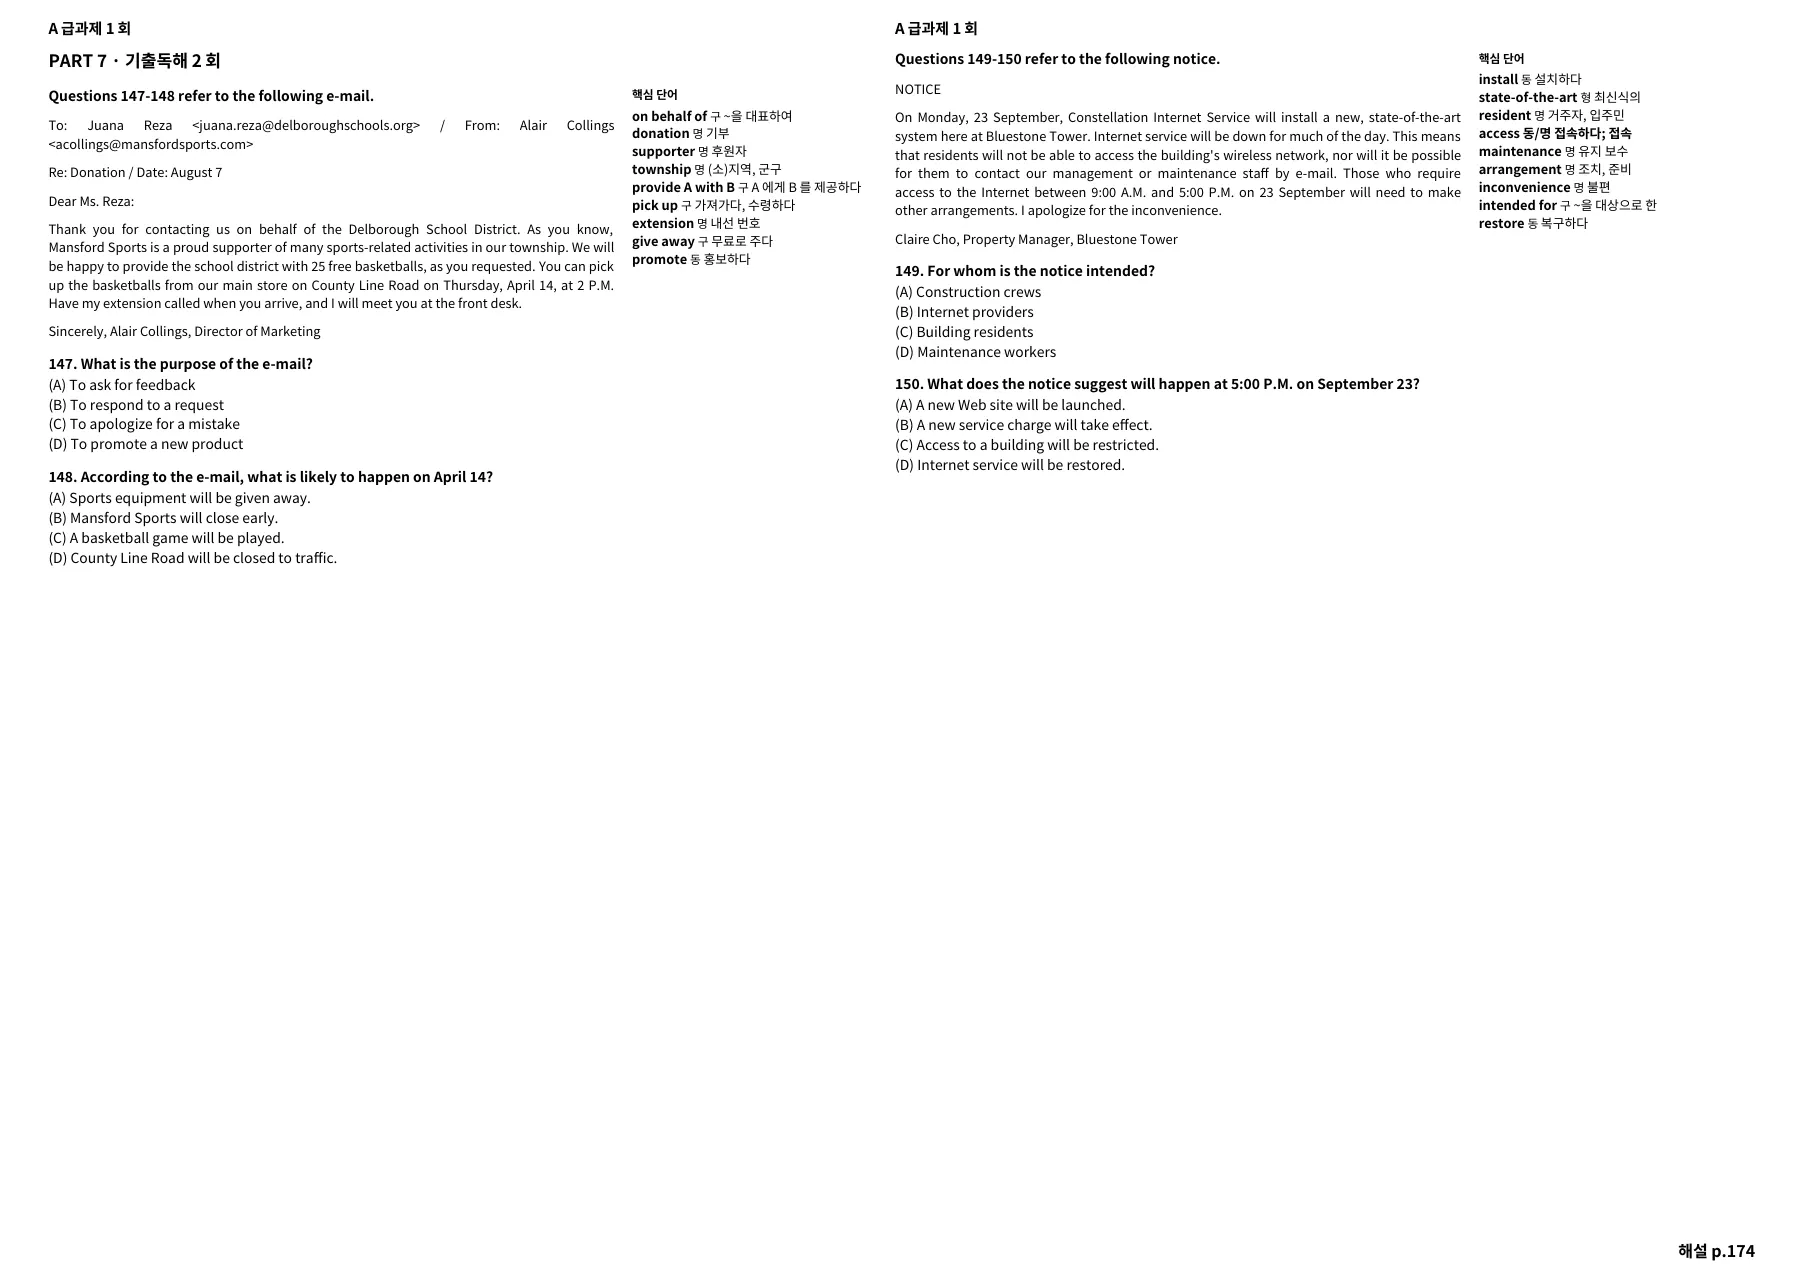 A 급과제 1 회
PART 7 · 기출독해 2 회
Questions 147-148 refer to the following e-mail.
To: Juana Reza <juana.reza@delboroughschools.org> / From: Alair Collings
<acollings@mansfordsports.com>
Re: Donation / Date: August 7
Dear Ms. Reza:
Thank you for contacting us on behalf of the Delborough School District. As you know,
Mansford Sports is a proud supporter of many sports-related activities in our township. We will
be happy to provide the school district with 25 free basketballs, as you requested. You can pick
up the basketballs from our main store on County Line Road on Thursday, April 14, at 2 P.M.
Have my extension called when you arrive, and I will meet you at the front desk.
Sincerely, Alair Collings, Director of Marketing
147. What is the purpose of the e-mail?
(A) To ask for feedback
(B) To respond to a request
(C) To apologize for a mistake
(D) To promote a new product
148. According to the e-mail, what is likely to happen on April 14?
(A) Sports equipment will be given away.
(B) Mansford Sports will close early.
(C) A basketball game will be played.
(D) County Line Road will be closed to traffic.
핵심 단어
on behalf of 구 ~을 대표하여
donation 명 기부
supporter 명 후원자
township 명 (소)지역, 군구
provide A with B 구 A 에게 B 를 제공하다
pick up 구 가져가다, 수령하다
extension 명 내선 번호
give away 구 무료로 주다
promote 동 홍보하다
A 급과제 1 회
Questions 149-150 refer to the following notice.
NOTICE
On Monday, 23 September, Constellation Internet Service will install a new, state-of-the-art
system here at Bluestone Tower. Internet service will be down for much of the day. This means
that residents will not be able to access the building's wireless network, nor will it be possible
for them to contact our management or maintenance staff by e-mail. Those who require
access to the Internet between 9:00 A.M. and 5:00 P.M. on 23 September will need to make
other arrangements. I apologize for the inconvenience.
Claire Cho, Property Manager, Bluestone Tower
149. For whom is the notice intended?
(A) Construction crews
(B) Internet providers
(C) Building residents
(D) Maintenance workers
150. What does the notice suggest will happen at 5:00 P.M. on September 23?
(A) A new Web site will be launched.
(B) A new service charge will take effect.
(C) Access to a building will be restricted.
(D) Internet service will be restored.
핵심 단어
install 동 설치하다
state-of-the-art 형 최신식의
resident 명 거주자, 입주민
access 동/명 접속하다; 접속
maintenance 명 유지 보수
arrangement 명 조치, 준비
inconvenience 명 불편
intended for 구 ~을 대상으로 한
restore 동 복구하다
해설 p.174